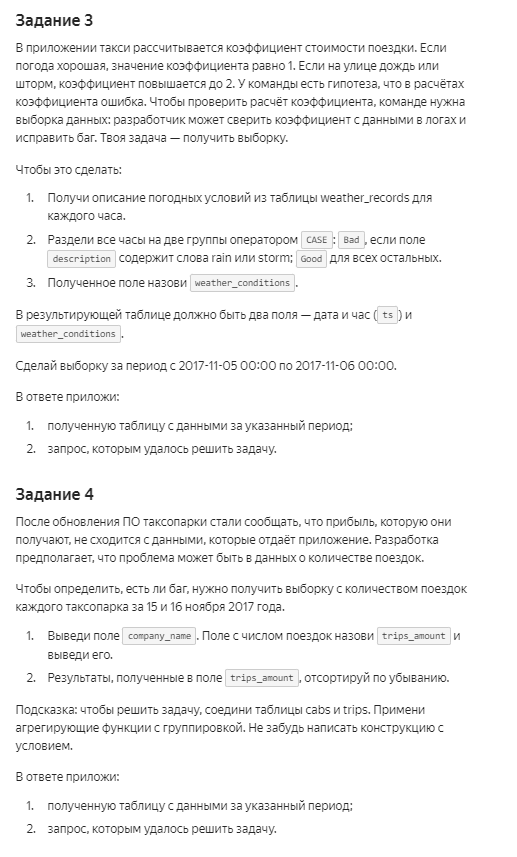 Задание 3
В приложении такси рассчитывается коэффициент стоимости поездки. Если
погода хорошая, значение коэффициента равно 1. Если на улице дождь или
шторм, коэффициент повышается до 2. У команды есть гипотеза, что в расчётах
коэффициента ошибка. Чтобы проверить расчёт коэффициента, команде нужна
выборка данных: разработчик может сверить коэффициент с данными в логах и
исправить баг. Твоя задача — получить выборку.
Чтобы это сделать:
1. Получи описание погодных условий из таблицы weather_records для
каждого часа.
2. Раздели все часы на две группы оператором CASE : Bad , если поле
description содержит слова rain или storm; Good для всех остальных.
3. Полученное поле назови weather_conditions .
В результирующей таблице должно быть два поля — дата и час ( ts ) и
weather_conditions .
Сделай выборку за период с 2017-11-05 00:00 по 2017-11-06 00:00.
В ответе приложи:
1. полученную таблицу с данными за указанный период;
2. запрос, которым удалось решить задачу.
Задание 4
После обновления ПО таксопарки стали сообщать, что прибыль, которую они
получают, не сходится с данными, которые отдаёт приложение. Разработка
предполагает, что проблема может быть в данных о количестве поездок.
Чтобы определить, есть ли баг, нужно получить выборку с количеством поездок
каждого таксопарка за 15 и 16 ноября 2017 года.
1. Выведи поле company_name . Поле с числом поездок назови trips_amount и
выведи его.
2. Результаты, полученные в поле trips_amount , отсортируй по убыванию.
Подсказка: чтобы решить задачу, соедини таблицы cabs и trips. Примени
агрегирующие функции с группировкой. Не забудь написать конструкцию с
условием.
В ответе приложи:
1. полученную таблицу с данными за указанный период;
2. запрос, которым удалось решить задачу.